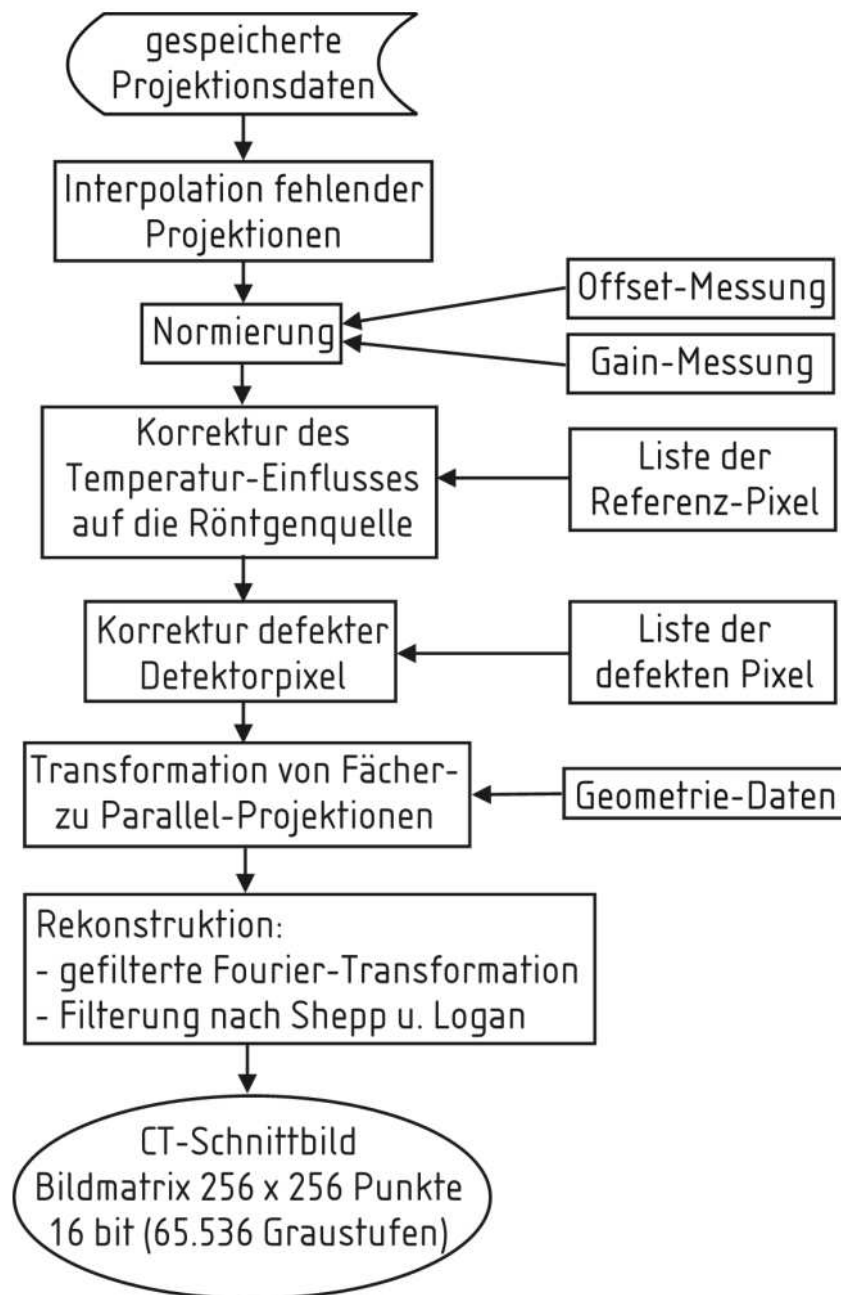 gespeicherte
Projektionsdaten
Interpolation fehlender
Projektionen
Normierung
Offset-Messung
Gain-Messung
Korrektur des
Temperatur-Einflusses
auf die Röntgenquelle
Liste der
Referenz-Pixel
Korrektur defekter
Detektorpixel
Liste der
defekten Pixel
Transformation von Fächer-
zu Parallel-Projektionen
Geometrie-Daten
Rekonstruktion:
- gefilterte Fourier-Transformation
- Filterung nach Shepp u. Logan
CT-Schnittbild
Bildmatrix 256 x 256 Punkte
16 bit (65.536 Graustufen)